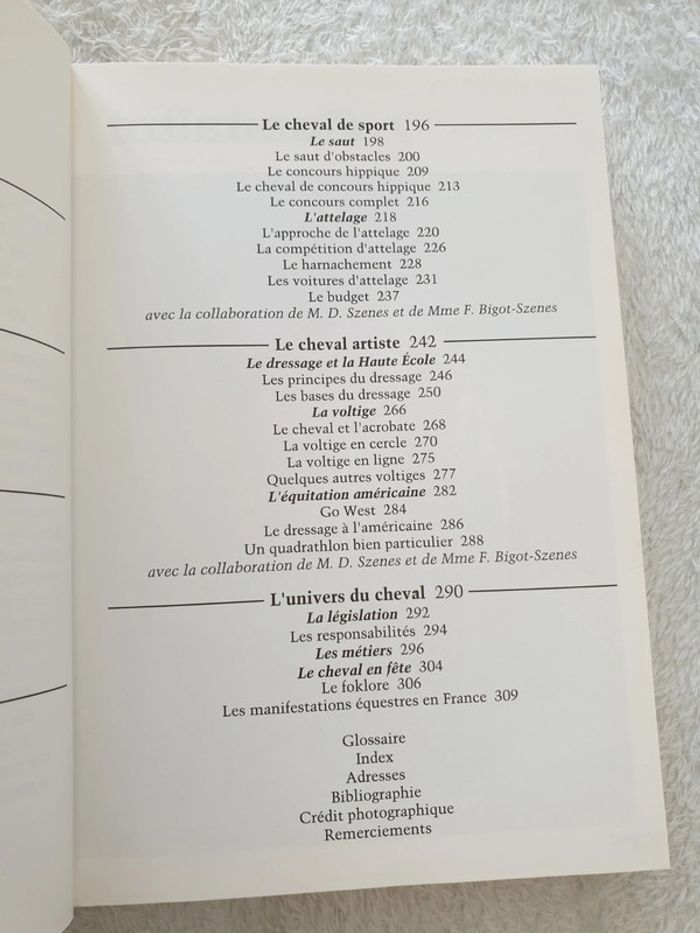 Le cheval de sport 196
Le saut 198
Le saut d'obstacles 200
Le concours hippique 209
Le cheval de concours hippique 213
Le concours complet 216
L'attelage 218
L'approche de l'attelage 220
La compétition d'attelage 226
Le harnachement 228
Les voitures d'attelage 231
Le budget 237
avec la collaboration de M. D. Szenes et de Mme F. Bigot-Szenes
Le cheval artiste 242
Le dressage et la Haute École 244
Les principes du dressage 246
Les bases du dressage 250
La voltige 266
Le cheval et l'acrobate 268
La voltige en cercle 270
La voltige en ligne 275
Quelques autres voltiges 277
L'équitation américaine 282
Go West 284
Le dressage à l'américaine 286
Un quadrathlon bien particulier 288
avec la collaboration de M. D. Szenes et de Mme F. Bigot-Szenes
L'univers du cheval 290
La législation 292
Les responsabilités 294
Les métiers 296
Le cheval en fête 304
Le foklore 306
Les manifestations équestres en France 309
Glossaire
Index
Adresses
Bibliographie
Crédit photographique
Remerciements